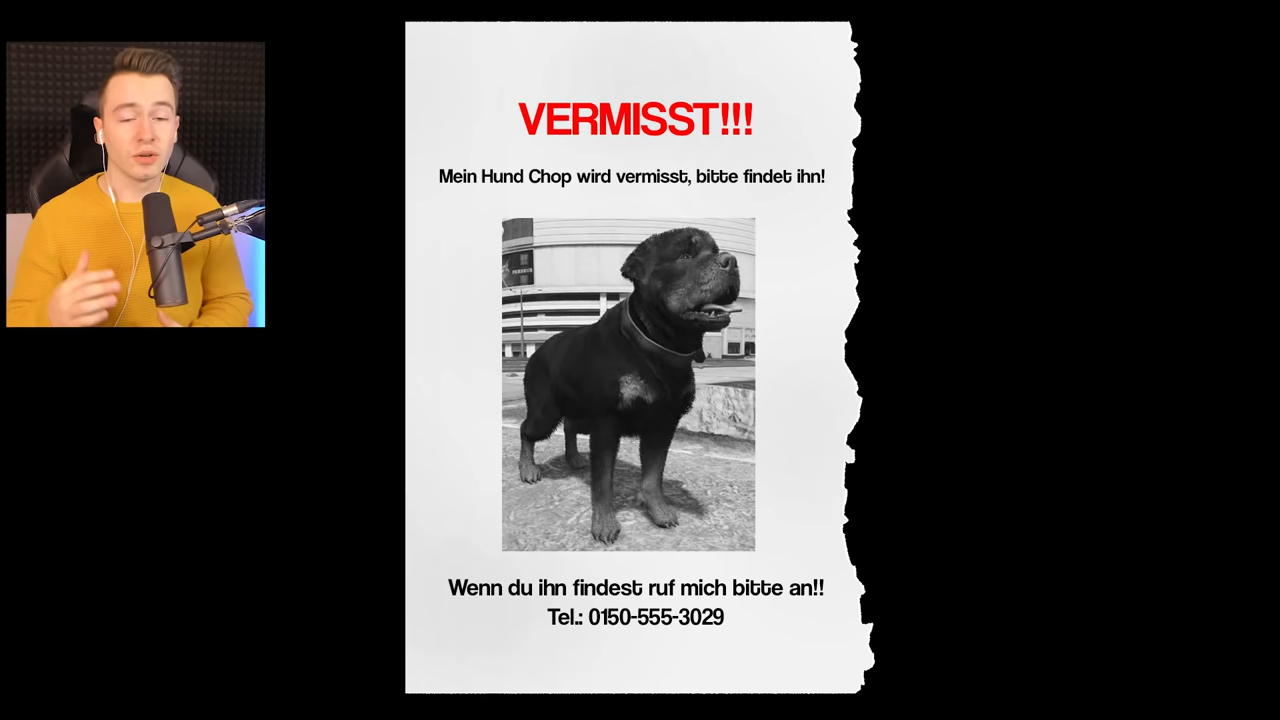 VERMISST!!!
Mein Hund Chop wird vermisst, bitte findet ihn!
Wenn du ihn findest ruf mich bitte an!!
Tel.: 0150-555-3029